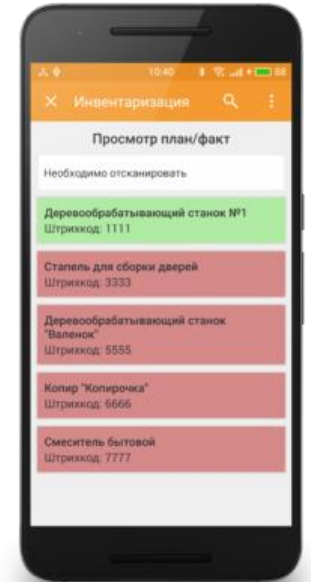 10:40 88
Инвентаризация
Просмотр план/факт
Необходимо отсканировать
Деревообрабатывающий станок №1
Штрихкод: 1111
Стапель для сборки дверей
Штрихкод: 3333
Деревообрабатывающий станок
"Валенок"
Штрихкод: 5555
Копир "Копирочка"
Штрихкод: 6666
Смеситель бытовой
Штрихкод: 7777